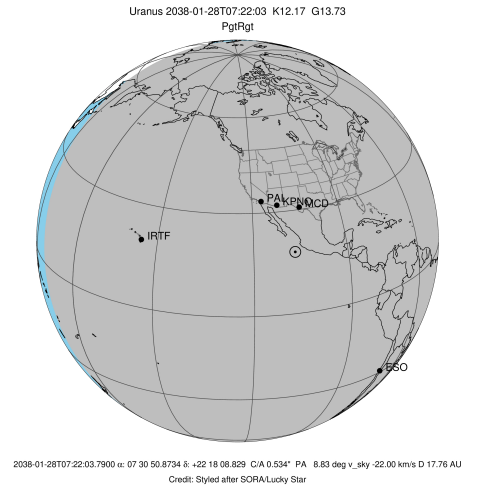 Uranus 2038-01-28T07:22:03 K12.17 G13.73
PgtRgt
PAL KPNO MCD
IRTF
ESO
2038-01-28T07:22:03.7900 α: 07 30 50.8734 δ: +22 18 08.829 C/A 0.534" PA 8.83 deg v_sky -22.00 km/s D 17.76 AU
Credit: Styled after SORA/Lucky Star